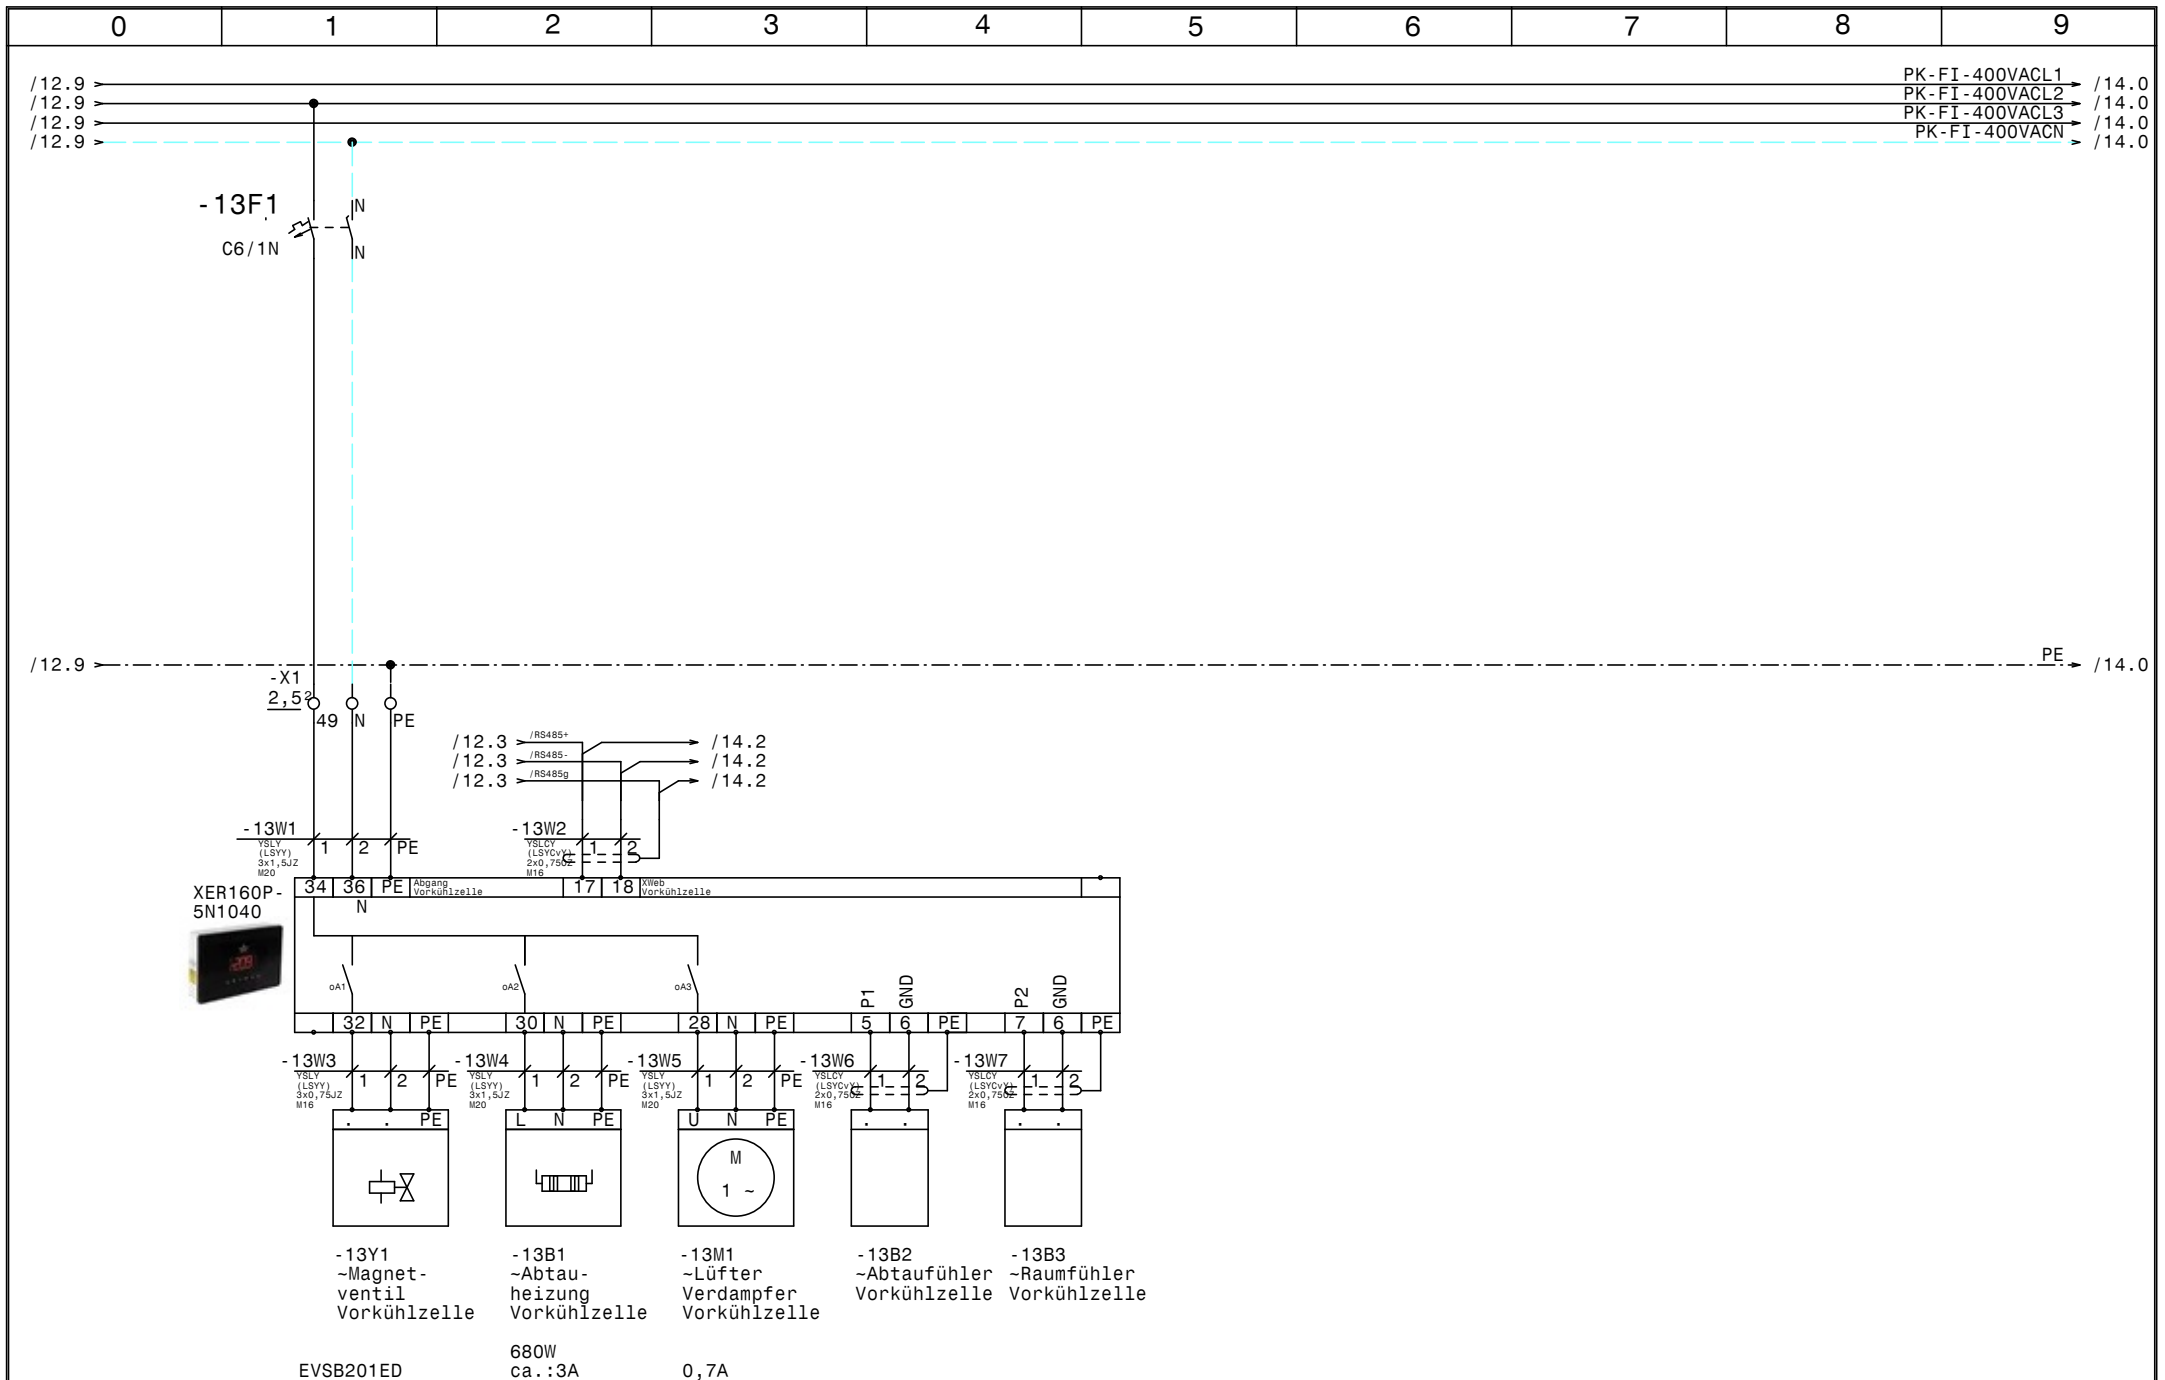 0 1 2 3 4 5 6 7 8 9
/12.9 PK-FI-400VACL1 /14.0
/12.9 PK-FI-400VACL2 /14.0
/12.9 PK-FI-400VACL3 /14.0
/12.9 PK-FI-400VACN /14.0
-13F1 N
C6/1N N
/12.9 PE /14.0
-X1
2,5²
49 N PE
/12.3 /RS485+ /14.2
/12.3 /RS485- /14.2
/12.3 /RS485g /14.2
-13W1
YSLY
(LSYY)
3x1,5JZ
M20
1 2 PE
-13W2
YSLCY
(LSYCvY)
2x0,75OZ
M16
1 2
XER160P-
5N1040
34 36 PE Abgang
Vorkühlzelle
17 18 XWeb
Vorkühlzelle
N
oA1 oA2 oA3 P1 GND P2 GND
32 N PE 30 N PE 28 N PE 5 6 PE 7 6 PE
-13W3
YSLY
(LSYY)
3x0,75JZ
M16
1 2 PE
-13W4
YSLY
(LSYY)
3x1,5JZ
M20
1 2 PE
-13W5
YSLY
(LSYY)
3x1,5JZ
M20
1 2 PE
-13W6
YSLCY
(LSYCvY)
2x0,75OZ
M16
1 2
-13W7
YSLCY
(LSYCvY)
2x0,75OZ
M16
1 2
. . PE L N PE U N PE . . . .
M
1 ~
-13Y1
~Magnet-
ventil
Vorkühlzelle
EVSB201ED
-13B1
~Abtau-
heizung
Vorkühlzelle
680W
ca.:3A
-13M1
~Lüfter
Verdampfer
Vorkühlzelle
0,7A
-13B2
~Abtaufühler
Vorkühlzelle
-13B3
~Raumfühler
Vorkühlzelle